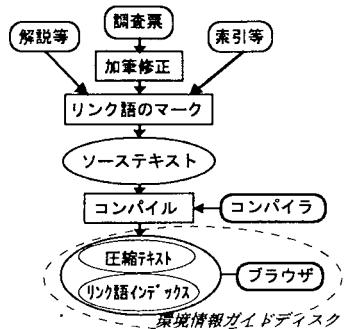 調査票
解説等
索引等
加筆修正
リンク語のマーク
ソーステキスト
コンパイル
コンパイラ
圧縮テキスト
ブラウザ
リンク語インデックス
環境情報ガイドディスク